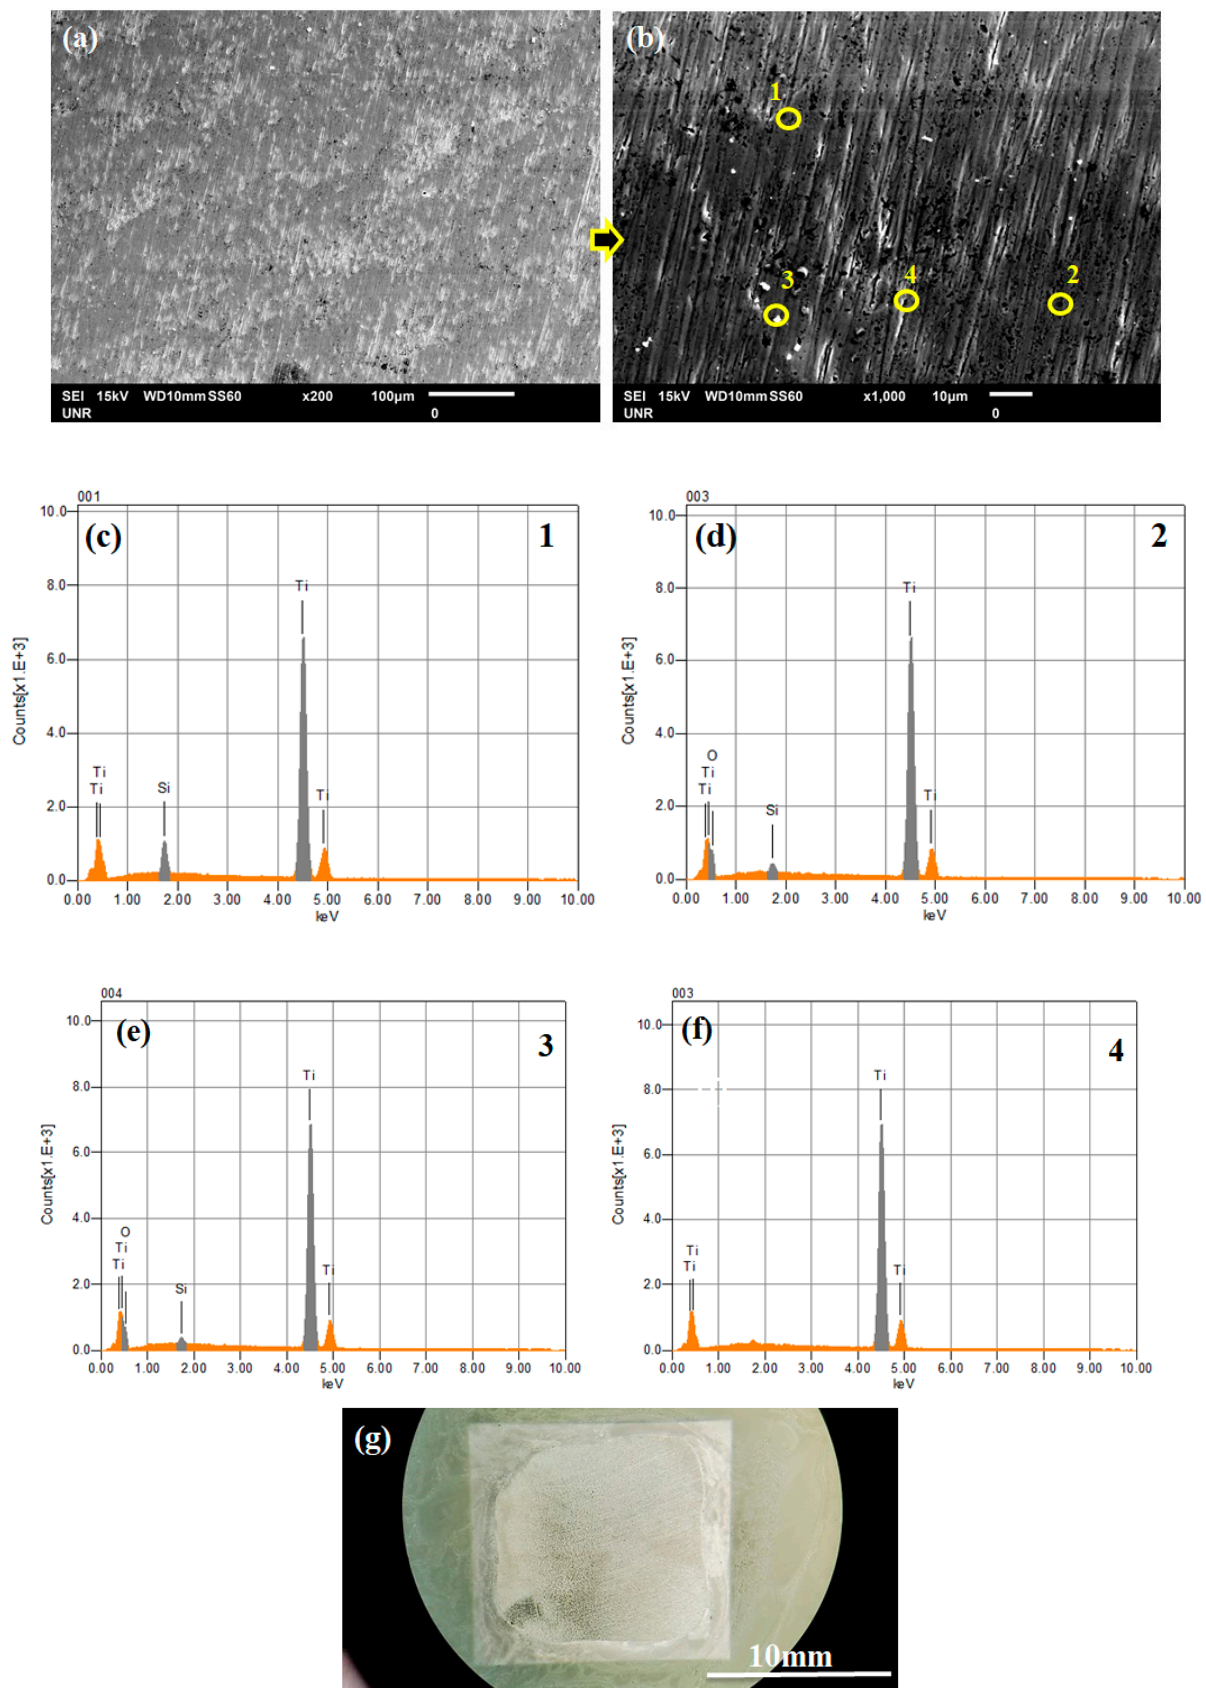 (a)
SEI 15kV WD10mmSS60 x200 100µm
UNR 0
(b)
1
3
4
2
SEI 15kV WD10mmSS60 x1,000 10µm
UNR 0
001
(c)
1
Counts[x1.E+3]
10.0
8.0
6.0
4.0
2.0
0.0
Ti
Ti
Ti
Si
Ti
0.00 1.00 2.00 3.00 4.00 5.00 6.00 7.00 8.00 9.00 10.00
keV
003
(d)
2
Counts[x1.E+3]
10.0
8.0
6.0
4.0
2.0
0.0
Ti
O
Ti
Ti
Si
Ti
0.00 1.00 2.00 3.00 4.00 5.00 6.00 7.00 8.00 9.00 10.00
keV
004
(e)
3
Counts[x1.E+3]
10.0
8.0
6.0
4.0
2.0
0.0
Ti
O
Ti
Ti
Si
Ti
0.00 1.00 2.00 3.00 4.00 5.00 6.00 7.00 8.00 9.00 10.00
keV
003
(f)
4
Counts[x1.E+3]
10.0
8.0
6.0
4.0
2.0
0.0
Ti
Ti
Ti
Ti
0.00 1.00 2.00 3.00 4.00 5.00 6.00 7.00 8.00 9.00 10.00
keV
(g)
10mm